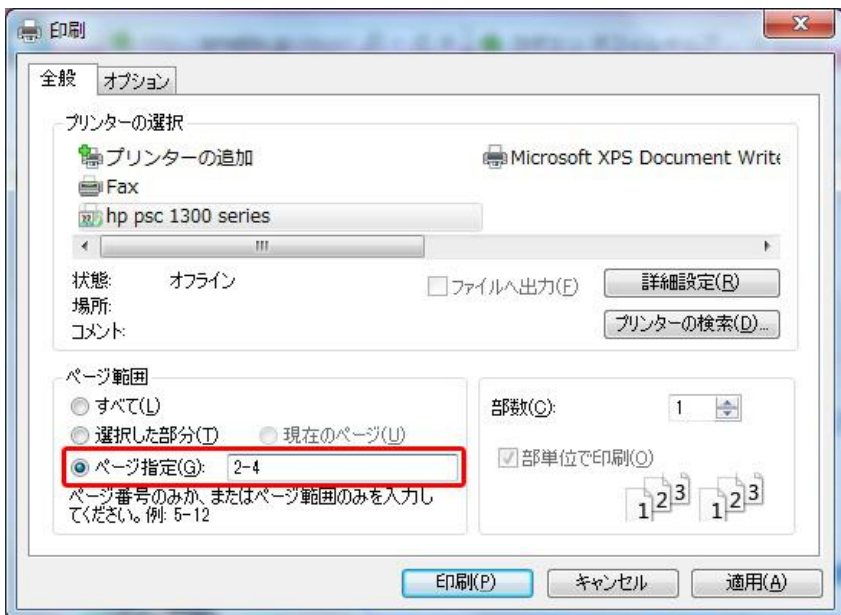 印刷
全般 オプション
プリンターの選択
プリンターの追加 Microsoft XPS Document Write
Fax
hp psc 1300 series
状態: オフライン ファイルへ出力(F) 詳細設定(R)
場所:
コメント: プリンターの検索(D)...
ページ範囲
すべて(L) 部数(C): 1
選択した部分(T) 現在のページ(U)
ページ指定(G): 2-4 部単位で印刷(O)
ページ番号のみか、またはページ範囲のみを入力し
てください。例: 5-12
1 2 3 1 2 3
印刷(P) キャンセル 適用(A)